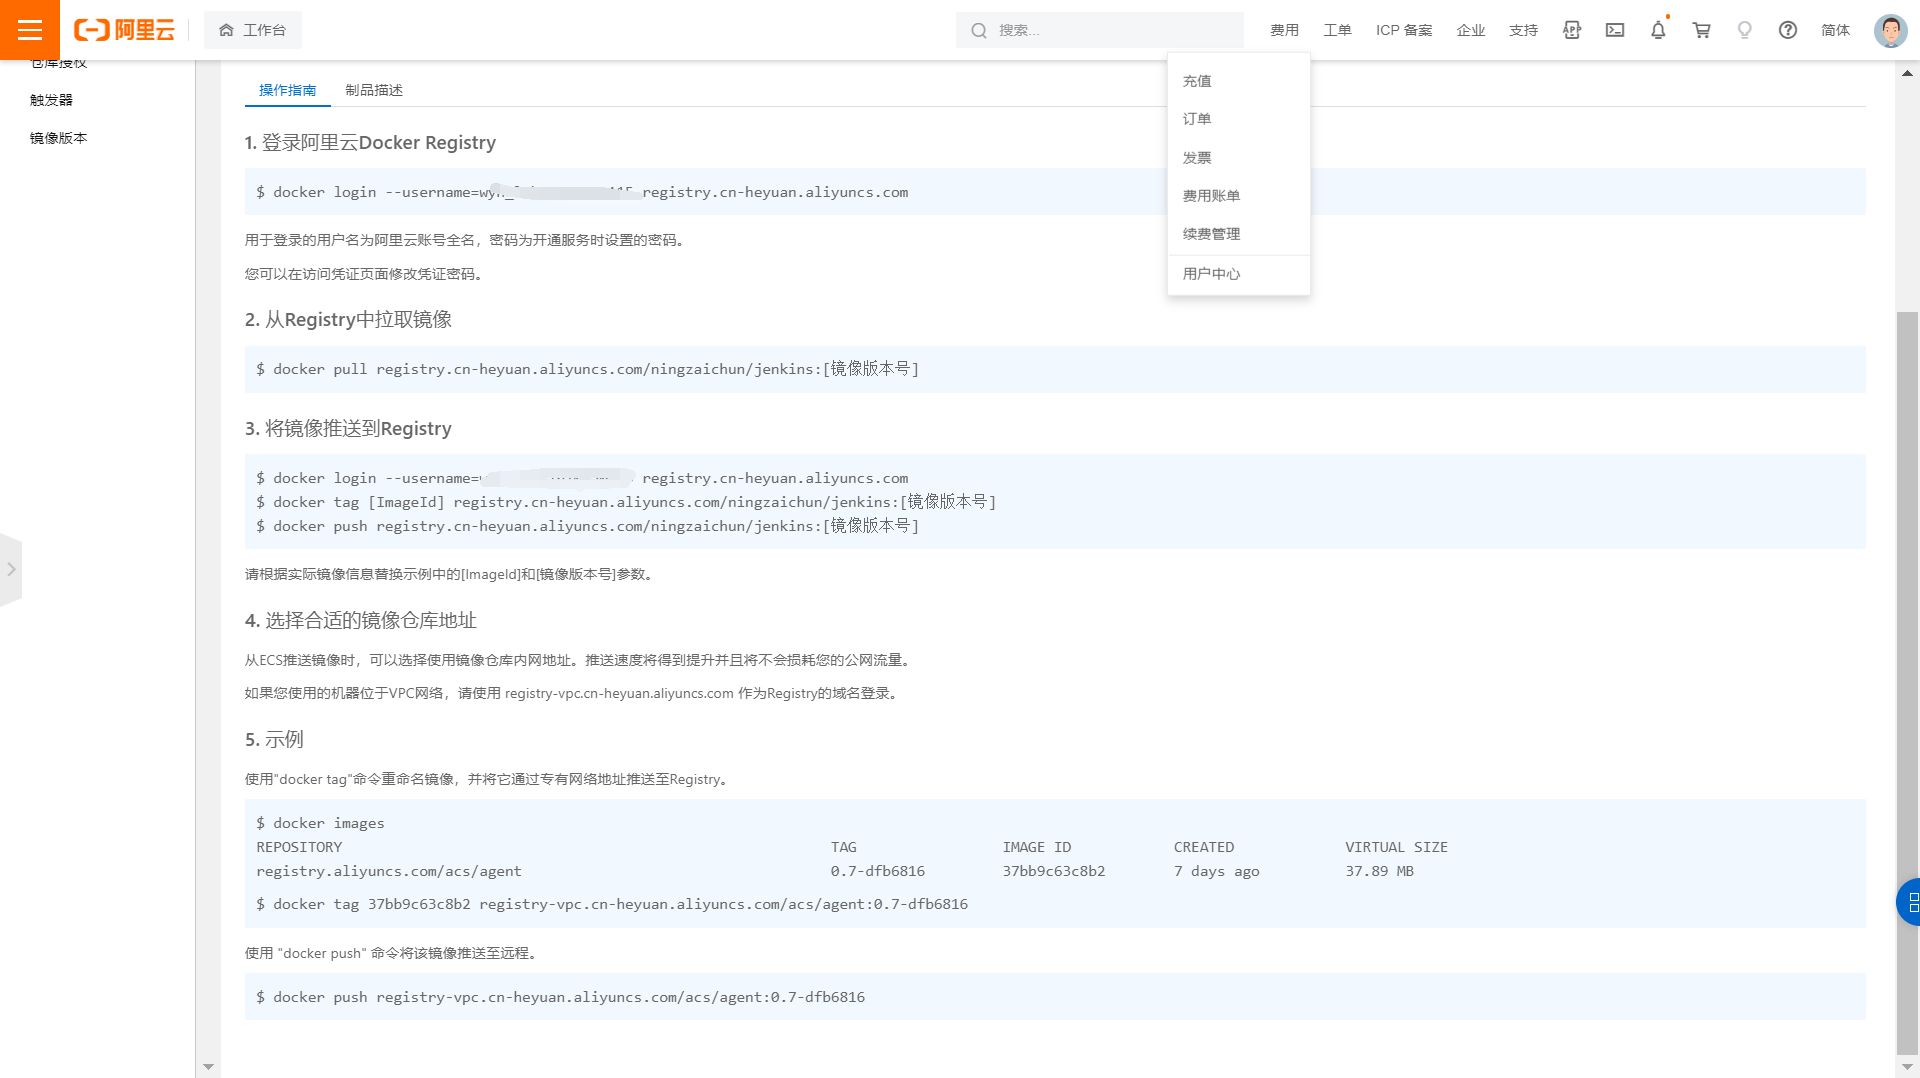 阿里云
工作台
搜索...
费用
工单
ICP 备案
企业
支持
简体
仓库授权
触发器
镜像版本
充值
订单
发票
费用账单
续费管理
用户中心
操作指南
制品描述
1. 登录阿里云Docker Registry
$ docker login --username= registry.cn-heyuan.aliyuncs.com
用于登录的用户名为阿里云账号全名，密码为开通服务时设置的密码。
您可以在访问凭证页面修改凭证密码。
2. 从Registry中拉取镜像
$ docker pull registry.cn-heyuan.aliyuncs.com/ningzaichun/jenkins:[镜像版本号]
3. 将镜像推送到Registry
$ docker login --username= registry.cn-heyuan.aliyuncs.com
$ docker tag [ImageId] registry.cn-heyuan.aliyuncs.com/ningzaichun/jenkins:[镜像版本号]
$ docker push registry.cn-heyuan.aliyuncs.com/ningzaichun/jenkins:[镜像版本号]
请根据实际镜像信息替换示例中的[ImageId]和[镜像版本号]参数。
4. 选择合适的镜像仓库地址
从ECS推送镜像时，可以选择使用镜像仓库内网地址。推送速度将得到提升并且将不会损耗您的公网流量。
如果您使用的机器位于VPC网络，请使用 registry-vpc.cn-heyuan.aliyuncs.com 作为Registry的域名登录。
5. 示例
使用"docker tag"命令重命名镜像，并将它通过专有网络地址推送至Registry。
$ docker images
REPOSITORY TAG IMAGE ID CREATED VIRTUAL SIZE
registry.aliyuncs.com/acs/agent 0.7-dfb6816 37bb9c63c8b2 7 days ago 37.89 MB
$ docker tag 37bb9c63c8b2 registry-vpc.cn-heyuan.aliyuncs.com/acs/agent:0.7-dfb6816
使用 "docker push" 命令将该镜像推送至远程。
$ docker push registry-vpc.cn-heyuan.aliyuncs.com/acs/agent:0.7-dfb6816